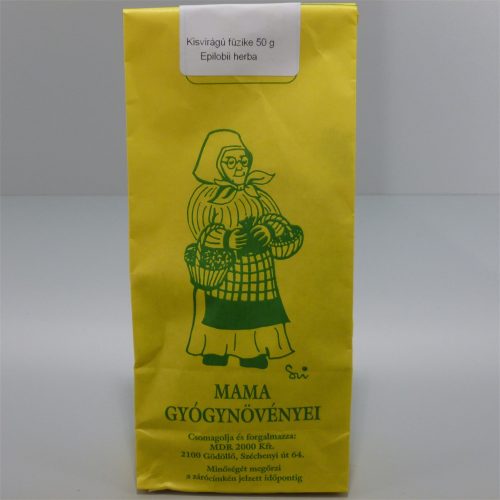 Kisvirágú füzike 50 g
Epilobii herba
MAMA
GYÓGYNÖVÉNYEI
Csomagolja és forgalmazza:
MDR 2000 Kft.
2100 Gödöllő, Széchenyi út 64.
Minőségét megőrzi
a zárócímkén jelzett időpontig